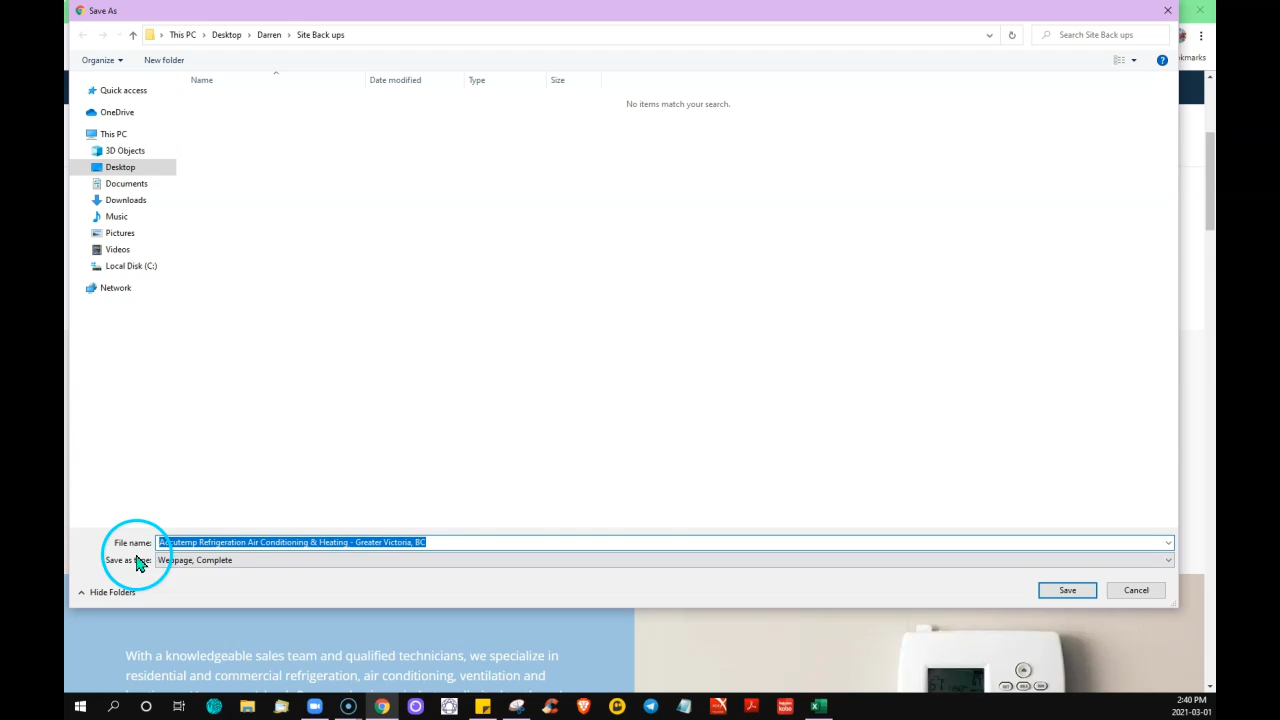 Save As
This PC
Desktop
Darren
Site Back ups
Search Site Back ups
kmarks
Organize
New folder
Name
Date modified
Type
Size
No items match your search.
Quick access
OneDrive
This PC
3D Objects
Desktop
Documents
Downloads
Music
Pictures
Videos
Local Disk (C:)
Network
File name:
Accutemp Refrigeration Air Conditioning & Heating - Greater Victoria, BC
Save as type:
Webpage, Complete
Hide Folders
Save
Cancel
With a knowledgeable sales team and qualified technicians, we specialize in
residential and commercial refrigeration, air conditioning, ventilation and
2:40 PM
2021-03-01